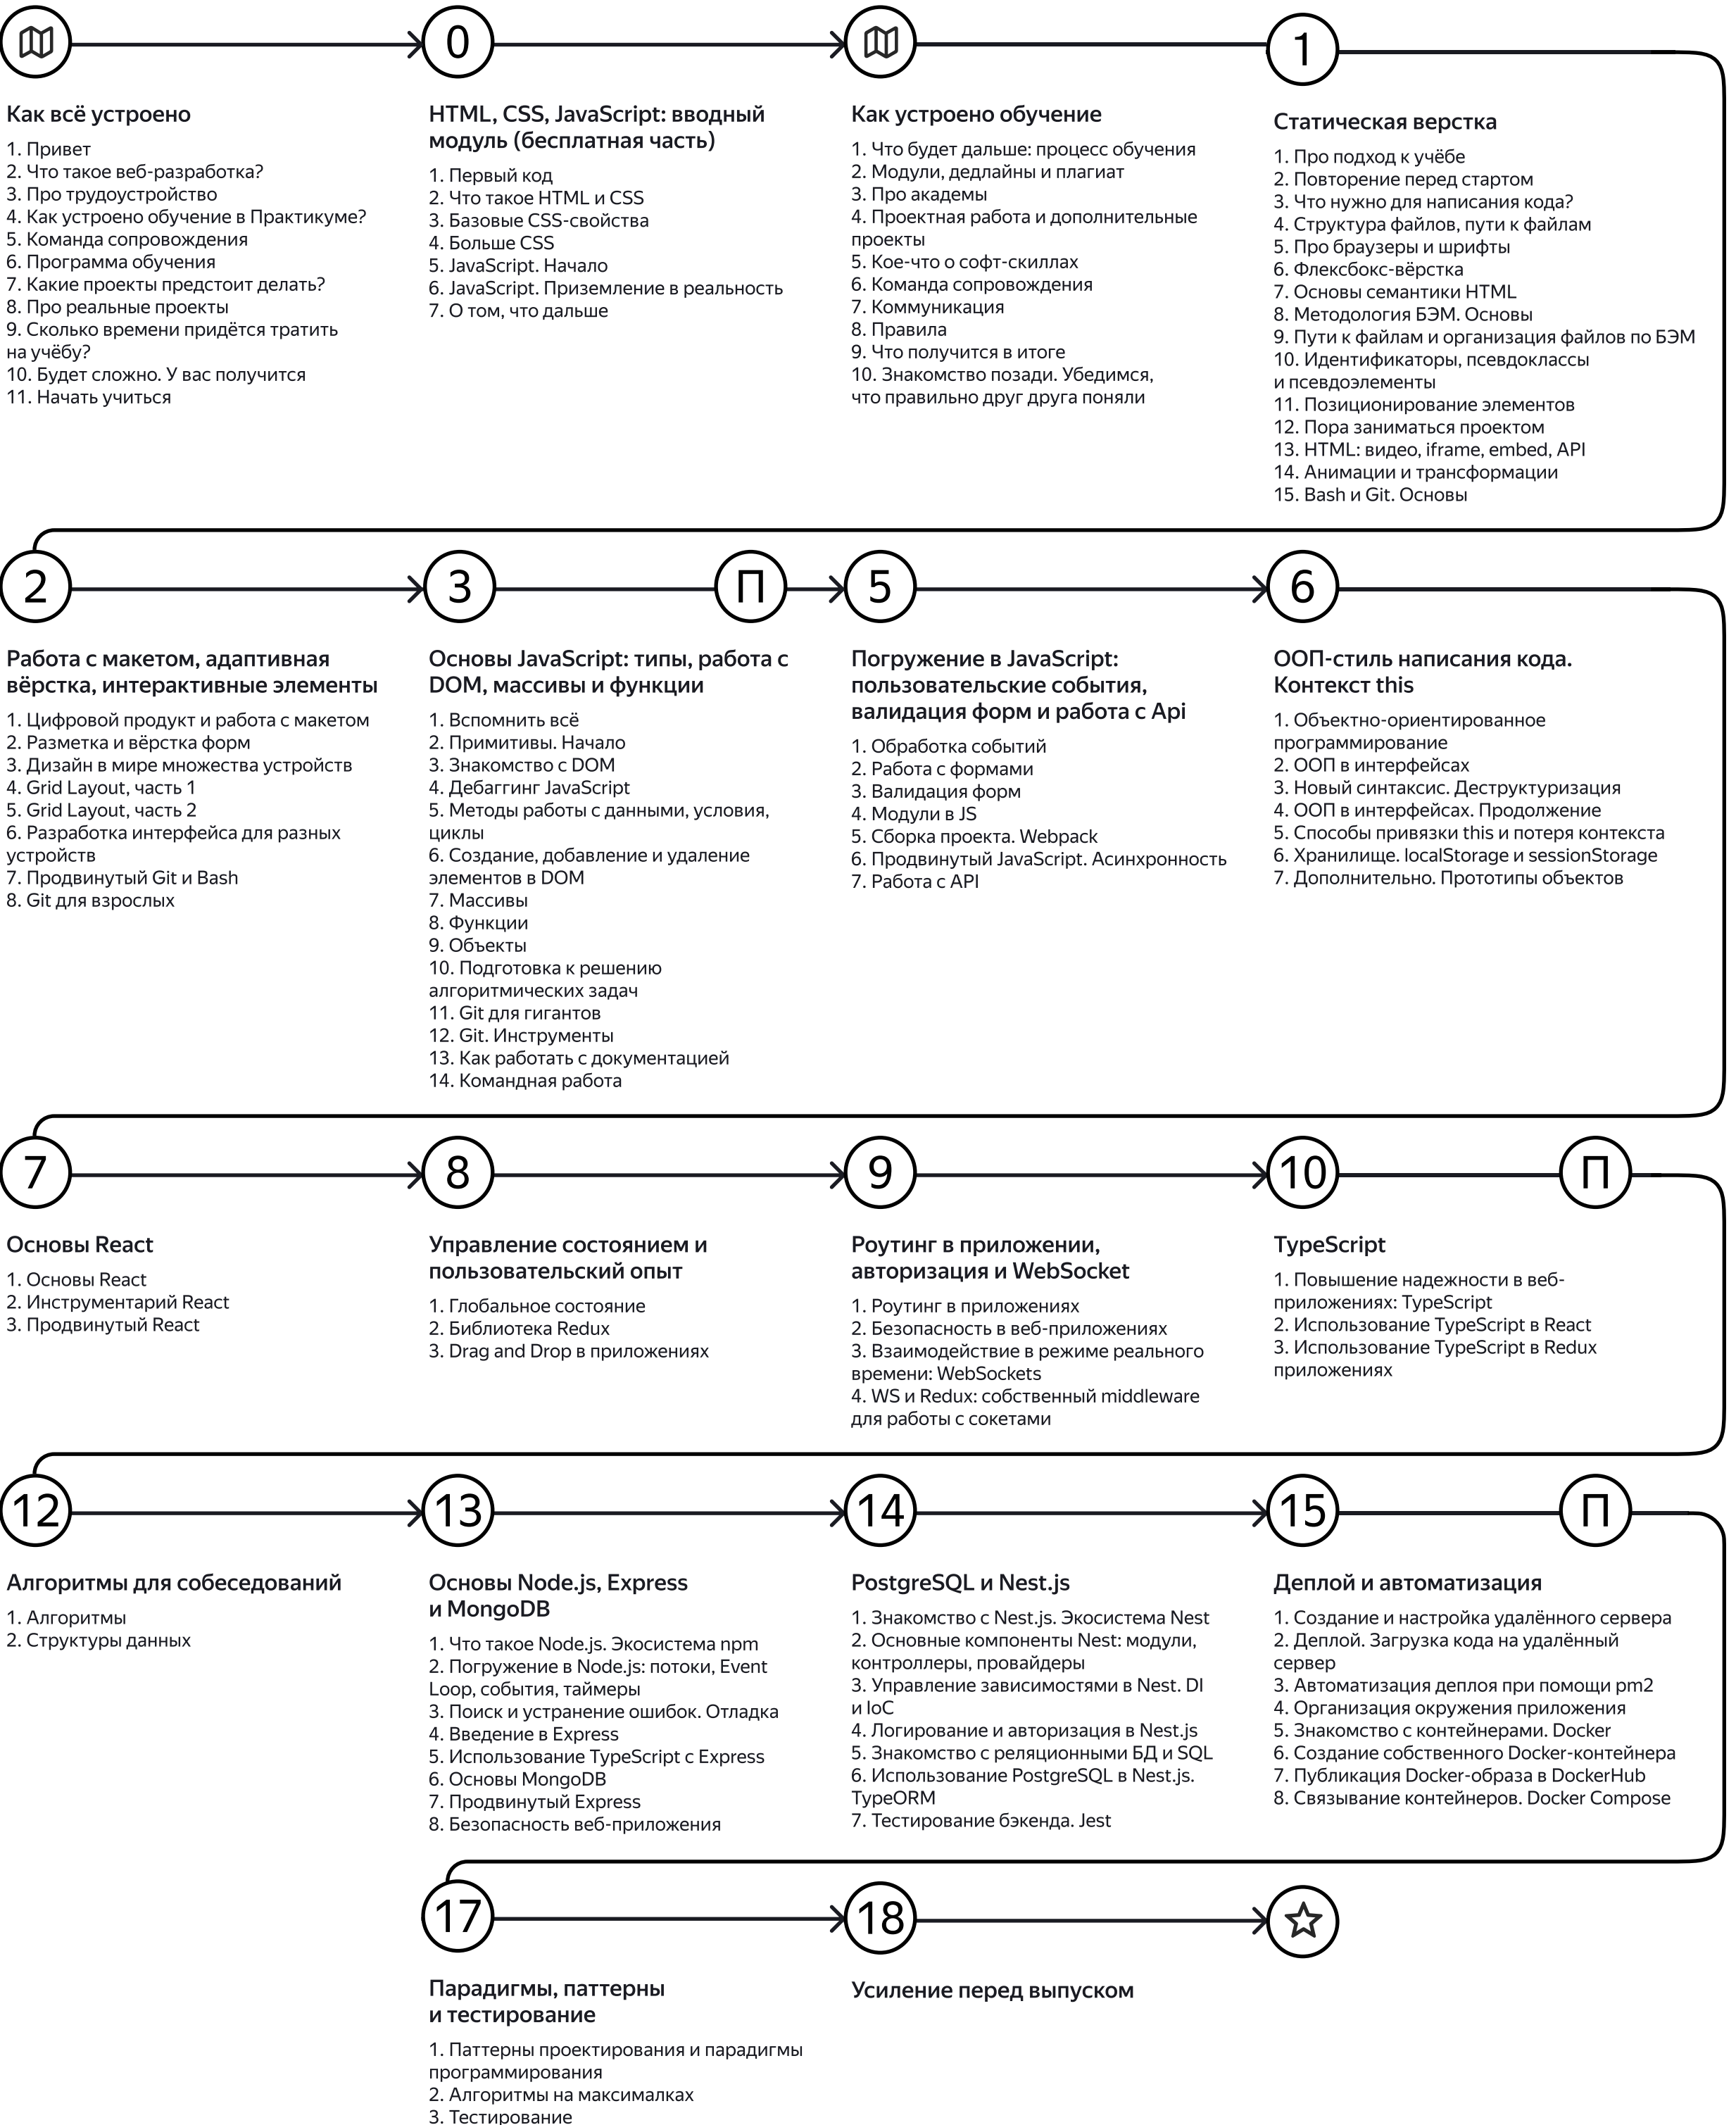 0
1
Как всё устроено
1. Привет
2. Что такое веб-разработка?
3. Про трудоустройство
4. Как устроено обучение в Практикуме?
5. Команда сопровождения
6. Программа обучения
7. Какие проекты предстоит делать?
8. Про реальные проекты
9. Сколько времени придётся тратить
на учёбу?
10. Будет сложно. У вас получится
11. Начать учиться
HTML, CSS, JavaScript: вводный
модуль (бесплатная часть)
1. Первый код
2. Что такое HTML и CSS
3. Базовые CSS-свойства
4. Больше CSS
5. JavaScript. Начало
6. JavaScript. Приземление в реальность
7. О том, что дальше
Как устроено обучение
1. Что будет дальше: процесс обучения
2. Модули, дедлайны и плагиат
3. Про академы
4. Проектная работа и дополнительные
проекты
5. Кое-что о софт-скиллах
6. Команда сопровождения
7. Коммуникация
8. Правила
9. Что получится в итоге
10. Знакомство позади. Убедимся,
что правильно друг друга поняли
Статическая верстка
1. Про подход к учёбе
2. Повторение перед стартом
3. Что нужно для написания кода?
4. Структура файлов, пути к файлам
5. Про браузеры и шрифты
6. Флексбокс-вёрстка
7. Основы семантики HTML
8. Методология БЭМ. Основы
9. Пути к файлам и организация файлов по БЭМ
10. Идентификаторы, псевдоклассы
и псевдоэлементы
11. Позиционирование элементов
12. Пора заниматься проектом
13. HTML: видео, iframe, embed, API
14. Анимации и трансформации
15. Bash и Git. Основы
2
3
П
5
6
Работа с макетом, адаптивная
вёрстка, интерактивные элементы
1. Цифровой продукт и работа с макетом
2. Разметка и вёрстка форм
3. Дизайн в мире множества устройств
4. Grid Layout, часть 1
5. Grid Layout, часть 2
6. Разработка интерфейса для разных
устройств
7. Продвинутый Git и Bash
8. Git для взрослых
Основы JavaScript: типы, работа с
DOM, массивы и функции
1. Вспомнить всё
2. Примитивы. Начало
3. Знакомство с DOM
4. Дебаггинг JavaScript
5. Методы работы с данными, условия,
циклы
6. Создание, добавление и удаление
элементов в DOM
7. Массивы
8. Функции
9. Объекты
10. Подготовка к решению
алгоритмических задач
11. Git для гигантов
12. Git. Инструменты
13. Как работать с документацией
14. Командная работа
Погружение в JavaScript:
пользовательские события,
валидация форм и работа с Api
1. Обработка событий
2. Работа с формами
3. Валидация форм
4. Модули в JS
5. Сборка проекта. Webpack
6. Продвинутый JavaScript. Асинхронность
7. Работа с API
ООП-стиль написания кода.
Контекст this
1. Объектно-ориентированное
программирование
2. ООП в интерфейсах
3. Новый синтаксис. Деструктуризация
4. ООП в интерфейсах. Продолжение
5. Способы привязки this и потеря контекста
6. Хранилище. localStorage и sessionStorage
7. Дополнительно. Прототипы объектов
7
8
9
10
П
Основы React
1. Основы React
2. Инструментарий React
3. Продвинутый React
Управление состоянием и
пользовательский опыт
1. Глобальное состояние
2. Библиотека Redux
3. Drag and Drop в приложениях
Роутинг в приложении,
авторизация и WebSocket
1. Роутинг в приложениях
2. Безопасность в веб-приложениях
3. Взаимодействие в режиме реального
времени: WebSockets
4. WS и Redux: собственный middleware
для работы с сокетами
TypeScript
1. Повышение надежности в веб-
приложениях: TypeScript
2. Использование TypeScript в React
3. Использование TypeScript в Redux
приложениях
12
13
14
15
П
Алгоритмы для собеседований
1. Алгоритмы
2. Структуры данных
Основы Node.js, Express
и MongoDB
1. Что такое Node.js. Экосистема npm
2. Погружение в Node.js: потоки, Event
Loop, события, таймеры
3. Поиск и устранение ошибок. Отладка
4. Введение в Express
5. Использование TypeScript с Express
6. Основы MongoDB
7. Продвинутый Express
8. Безопасность веб-приложения
PostgreSQL и Nest.js
1. Знакомство с Nest.js. Экосистема Nest
2. Основные компоненты Nest: модули,
контроллеры, провайдеры
3. Управление зависимостями в Nest. DI
и IoC
4. Логирование и авторизация в Nest.js
5. Знакомство с реляционными БД и SQL
6. Использование PostgreSQL в Nest.js.
TypeORM
7. Тестирование бэкенда. Jest
Деплой и автоматизация
1. Создание и настройка удалённого сервера
2. Деплой. Загрузка кода на удалённый
сервер
3. Автоматизация деплоя при помощи pm2
4. Организация окружения приложения
5. Знакомство с контейнерами. Docker
6. Создание собственного Docker-контейнера
7. Публикация Docker-образа в DockerHub
8. Связывание контейнеров. Docker Compose
17
18
Парадигмы, паттерны
и тестирование
1. Паттерны проектирования и парадигмы
программирования
2. Алгоритмы на максималках
3. Тестирование
Усиление перед выпуском